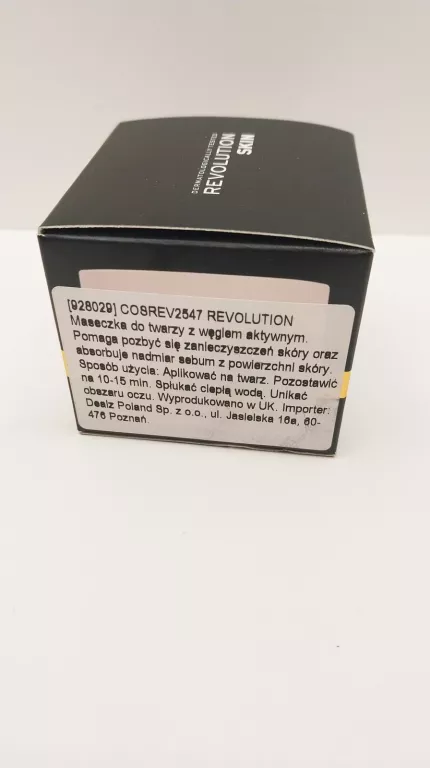 DERMATOLOGICALLY TESTED
REVOLUTION
SKIN
[928029] COSREV2547 REVOLUTION
Maseczka do twarzy z węglem aktywnym.
Pomaga pozbyć się zanieczyszczeń skóry oraz
absorbuje nadmiar sebum z powierzchni skóry.
Sposób użycia: Aplikować na twarz. Pozostawić
na 10-15 min. Spłukać ciepłą wodą. Unikać
obszaru oczu. Wyprodukowano w UK. Importer:
Dealz Poland Sp. z o.o., ul. Jasielska 16a, 60-
476 Poznań.